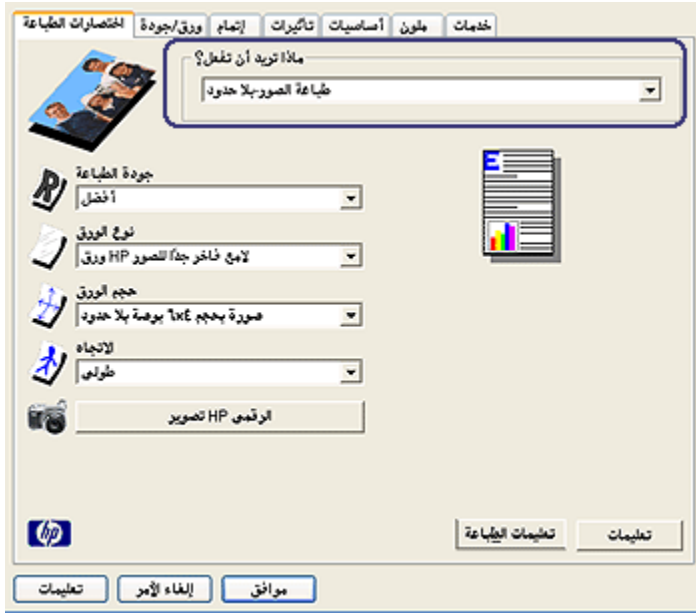 اختصارات الطباعة
ورق/جودة
إتمام
تأثيرات
أساسيات
ملون
خدمات
ماذا تريد أن تفعل؟
طباعة الصور-بلا حدود
جودة الطباعة
أفضل
نوع الورق
لامع فاخر جدًا للصور HP ورق
حجم الورق
صورة بحجم ٤x٦ بوصة بلا حدود
الاتجاه
طولي
الرقمي HP تصوير
E
hp
تعليمات الطباعة
تعليمات
موافق
إلغاء الأمر
تعليمات